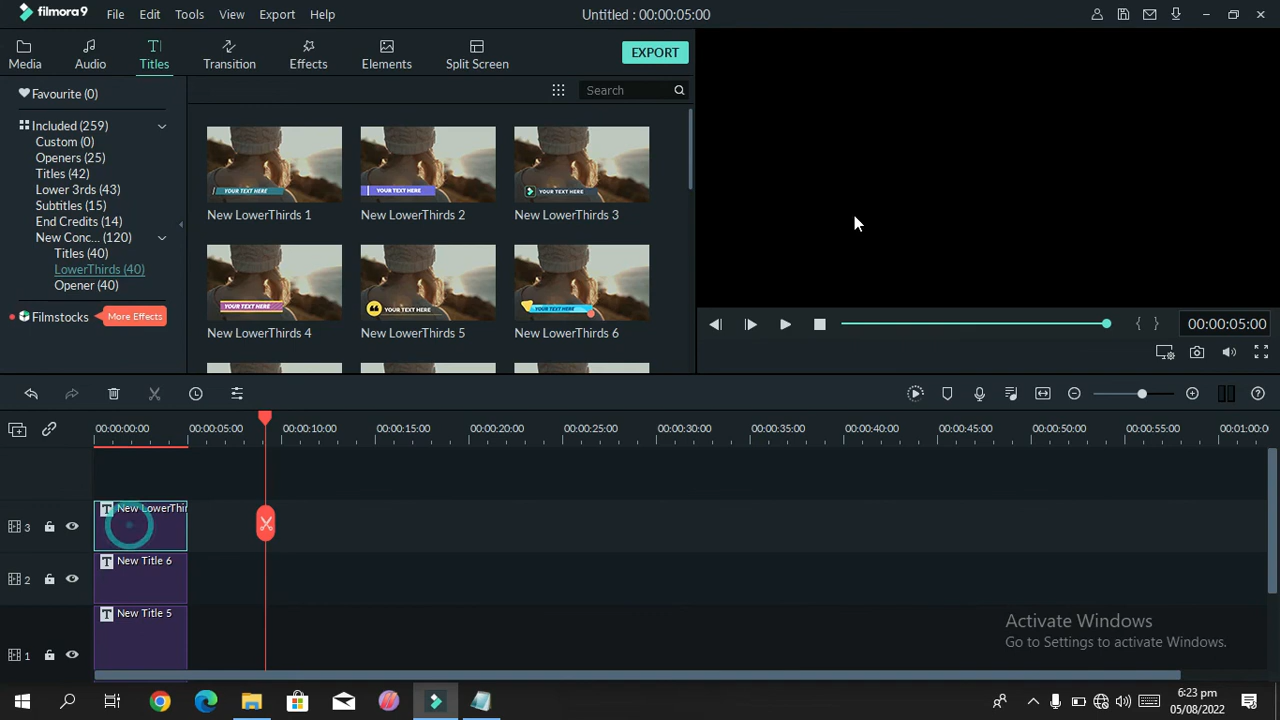 filmora9 File Edit Tools View Export Help Untitled : 00:00:05:00
Media Audio Titles Transition Effects Elements Split Screen EXPORT
Favourite (0)
Search
Included (259)
Custom (0)
Openers (25)
Titles (42)
Lower 3rds (43)
Subtitles (15)
End Credits (14)
New Conc... (120)
Titles (40)
LowerThirds (40)
Opener (40)
Filmstocks More Effects
YOUR TEXT HERE YOUR TEXT HERE YOUR TEXT HERE
New LowerThirds 1 New LowerThirds 2 New LowerThirds 3
YOUR TEXT HERE YOUR TEXT HERE YOUR TEXT HERE
New LowerThirds 4 New LowerThirds 5 New LowerThirds 6
00:00:05:00
00:00:00:00 00:00:05:00 00:00:10:00 00:00:15:00 00:00:20:00 00:00:25:00 00:00:30:00 00:00:35:00 00:00:40:00 00:00:45:00 00:00:50:00 00:00:55:00 00:01:00:0
3 T New LowerThir
2 T New Title 6
1 T New Title 5
Activate Windows
Go to Settings to activate Windows.
6:23 pm
05/08/2022